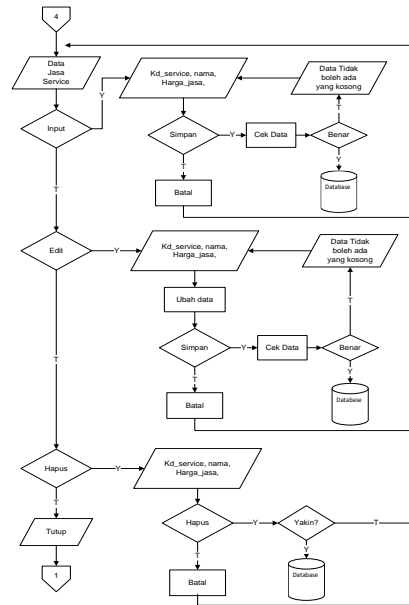 4
Data
Jasa
Service
Kd_service, nama,
Harga_jasa,
Data Tidak
boleh ada
yang kosong
Y
T
Input
Simpan
Y
Cek Data
Benar
T
Y
T
Batal
Database
Edit
Y
Kd_service, nama,
Harga_jasa,
Data Tidak
boleh ada
yang kosong
Ubah data
T
T
Simpan
Y
Cek Data
Benar
T
Y
Batal
Database
Hapus
Y
Kd_service, nama,
Harga_jasa,
T
Tutup
Hapus
Y
Yakin?
T
T
Y
1
Batal
Database